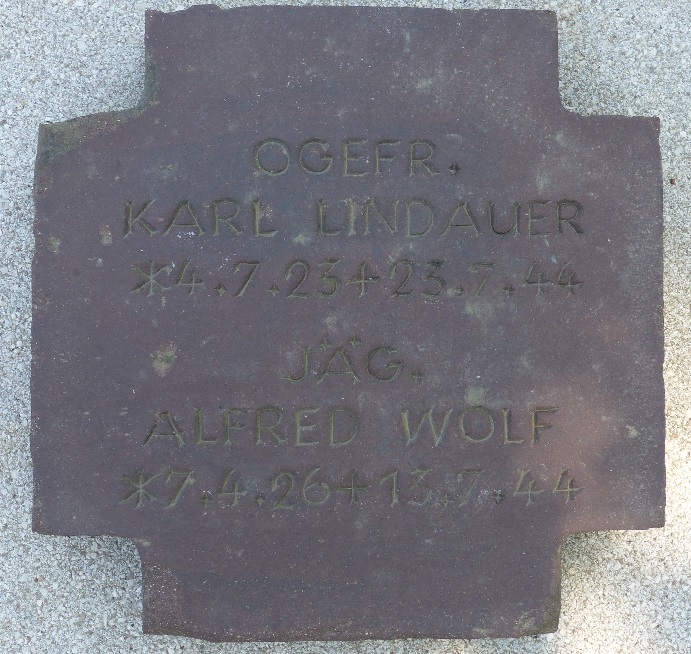 OGEFR.
KARL LINDAUER
*4.7.23+23.7.44
JÄG.
ALFRED WOLF
*7.4.26+13.7.44